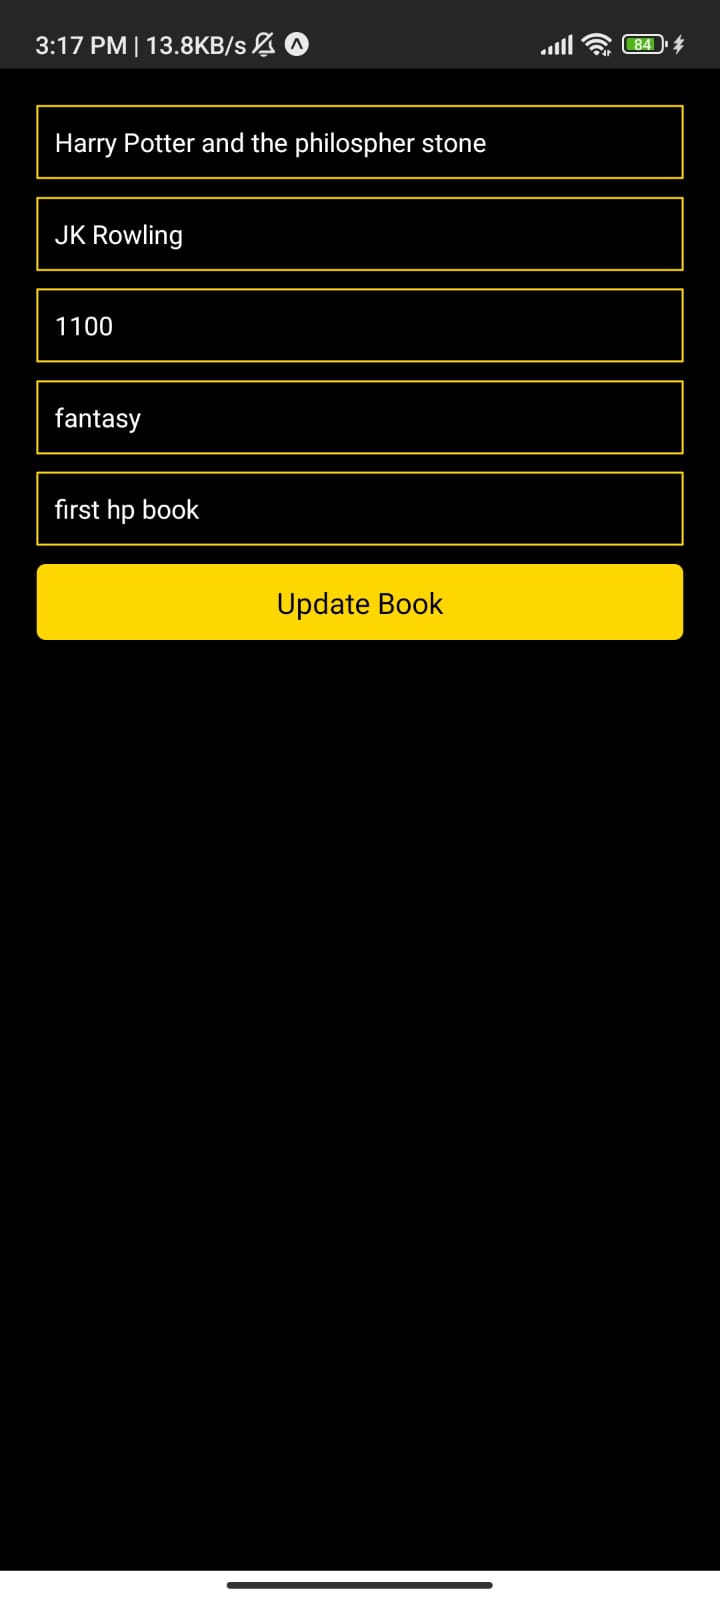 3:17 PM | 13.8KB/s 84
Harry Potter and the philospher stone
JK Rowling
1100
fantasy
first hp book
Update Book